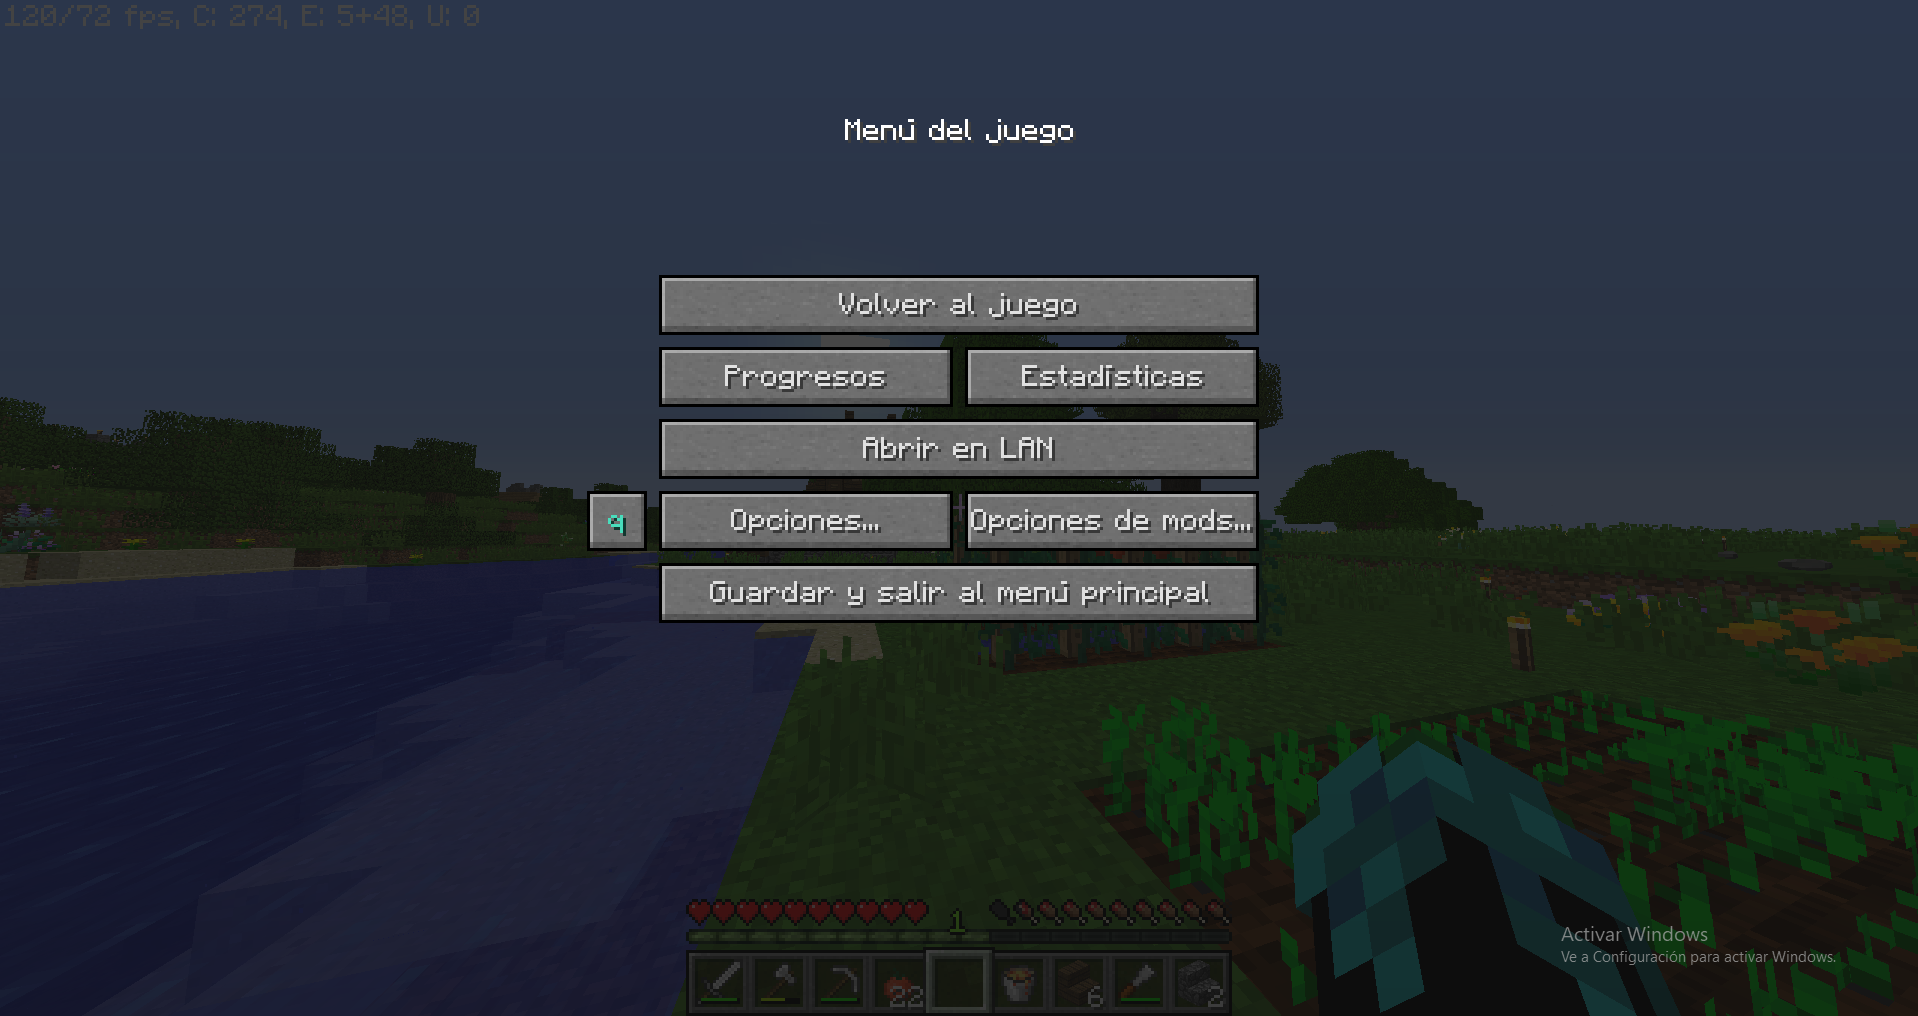 120/72 fps, C: 274, E: 5+48, U: 0
Menú del juego
Volver al juego
Progresos
Estadísticas
Abrir en LAN
q
Opciones...
Opciones de mods...
Guardar y salir al menú principal
1
22
6
2
Activar Windows
Ve a Configuración para activar Windows.